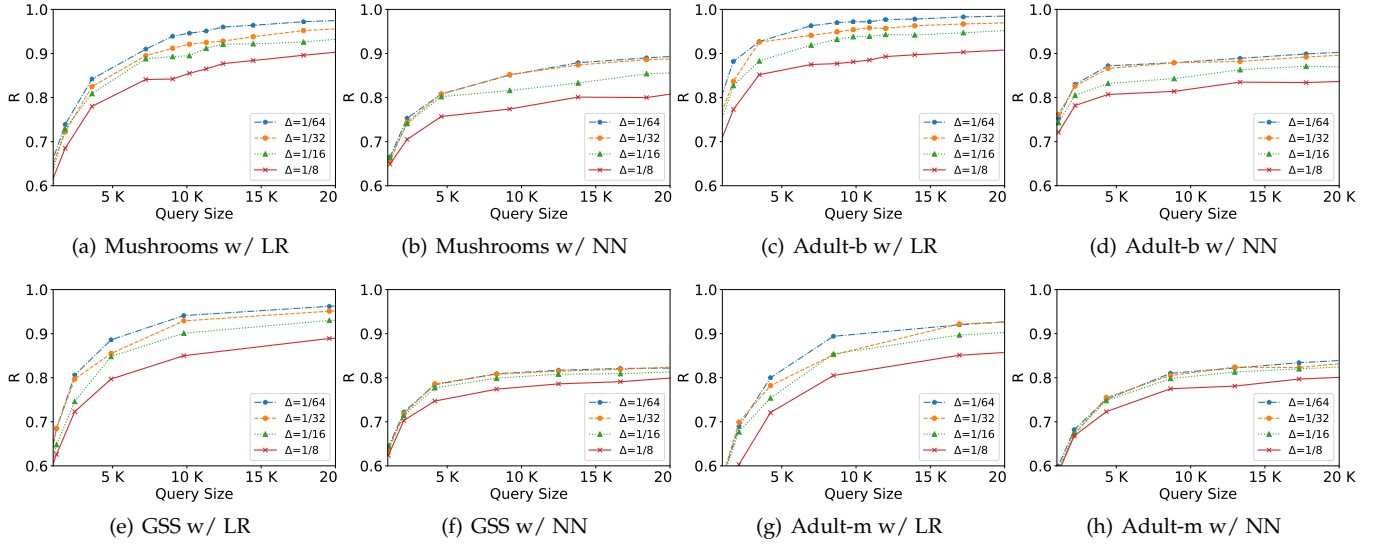 1.0
0.9
0.8
0.7
0.6
R
Δ=1/64
Δ=1/32
Δ=1/16
Δ=1/8
5 K 10 K 15 K 20 K
Query Size
(a) Mushrooms w/ LR
1.0
0.9
0.8
0.7
0.6
R
Δ=1/64
Δ=1/32
Δ=1/16
Δ=1/8
5 K 10 K 15 K 20 K
Query Size
(b) Mushrooms w/ NN
1.0
0.9
0.8
0.7
0.6
R
Δ=1/64
Δ=1/32
Δ=1/16
Δ=1/8
5 K 10 K 15 K 20 K
Query Size
(c) Adult-b w/ LR
1.0
0.9
0.8
0.7
0.6
R
Δ=1/64
Δ=1/32
Δ=1/16
Δ=1/8
5 K 10 K 15 K 20 K
Query Size
(d) Adult-b w/ NN
1.0
0.9
0.8
0.7
0.6
R
Δ=1/64
Δ=1/32
Δ=1/16
Δ=1/8
5 K 10 K 15 K 20 K
Query Size
(e) GSS w/ LR
1.0
0.9
0.8
0.7
0.6
R
Δ=1/64
Δ=1/32
Δ=1/16
Δ=1/8
5 K 10 K 15 K 20 K
Query Size
(f) GSS w/ NN
1.0
0.9
0.8
0.7
0.6
R
Δ=1/64
Δ=1/32
Δ=1/16
Δ=1/8
5 K 10 K 15 K 20 K
Query Size
(g) Adult-m w/ LR
1.0
0.9
0.8
0.7
0.6
R
Δ=1/64
Δ=1/32
Δ=1/16
Δ=1/8
5 K 10 K 15 K 20 K
Query Size
(h) Adult-m w/ NN